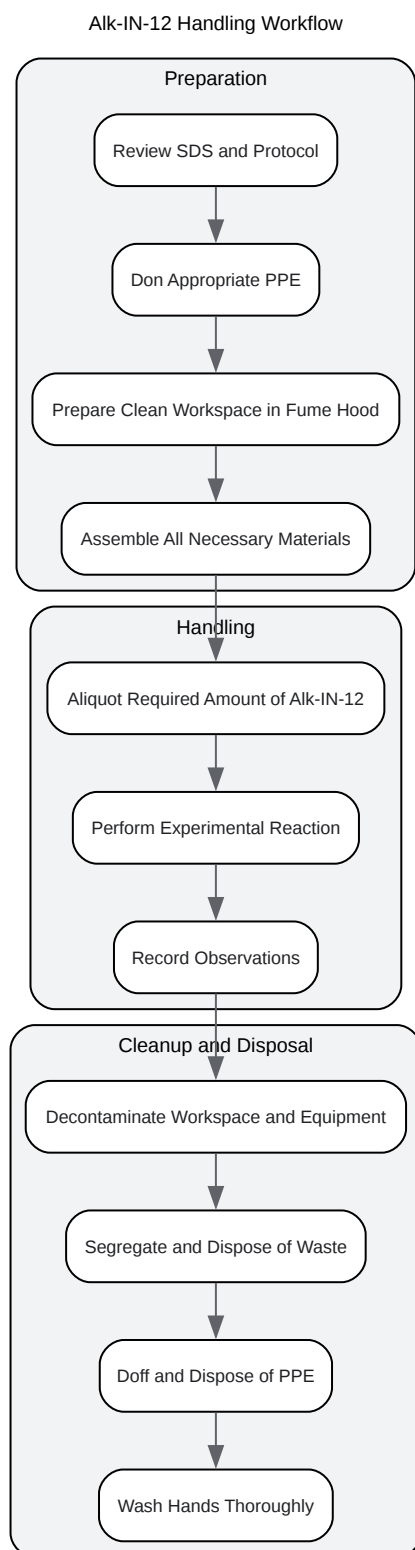 Alk-IN-12 Handling Workflow
Preparation
Review SDS and Protocol
Don Appropriate PPE
Prepare Clean Workspace in Fume Hood
Assemble All Necessary Materials
Handling
Aliquot Required Amount of Alk-IN-12
Perform Experimental Reaction
Record Observations
Cleanup and Disposal
Decontaminate Workspace and Equipment
Segregate and Dispose of Waste
Doff and Dispose of PPE
Wash Hands Thoroughly